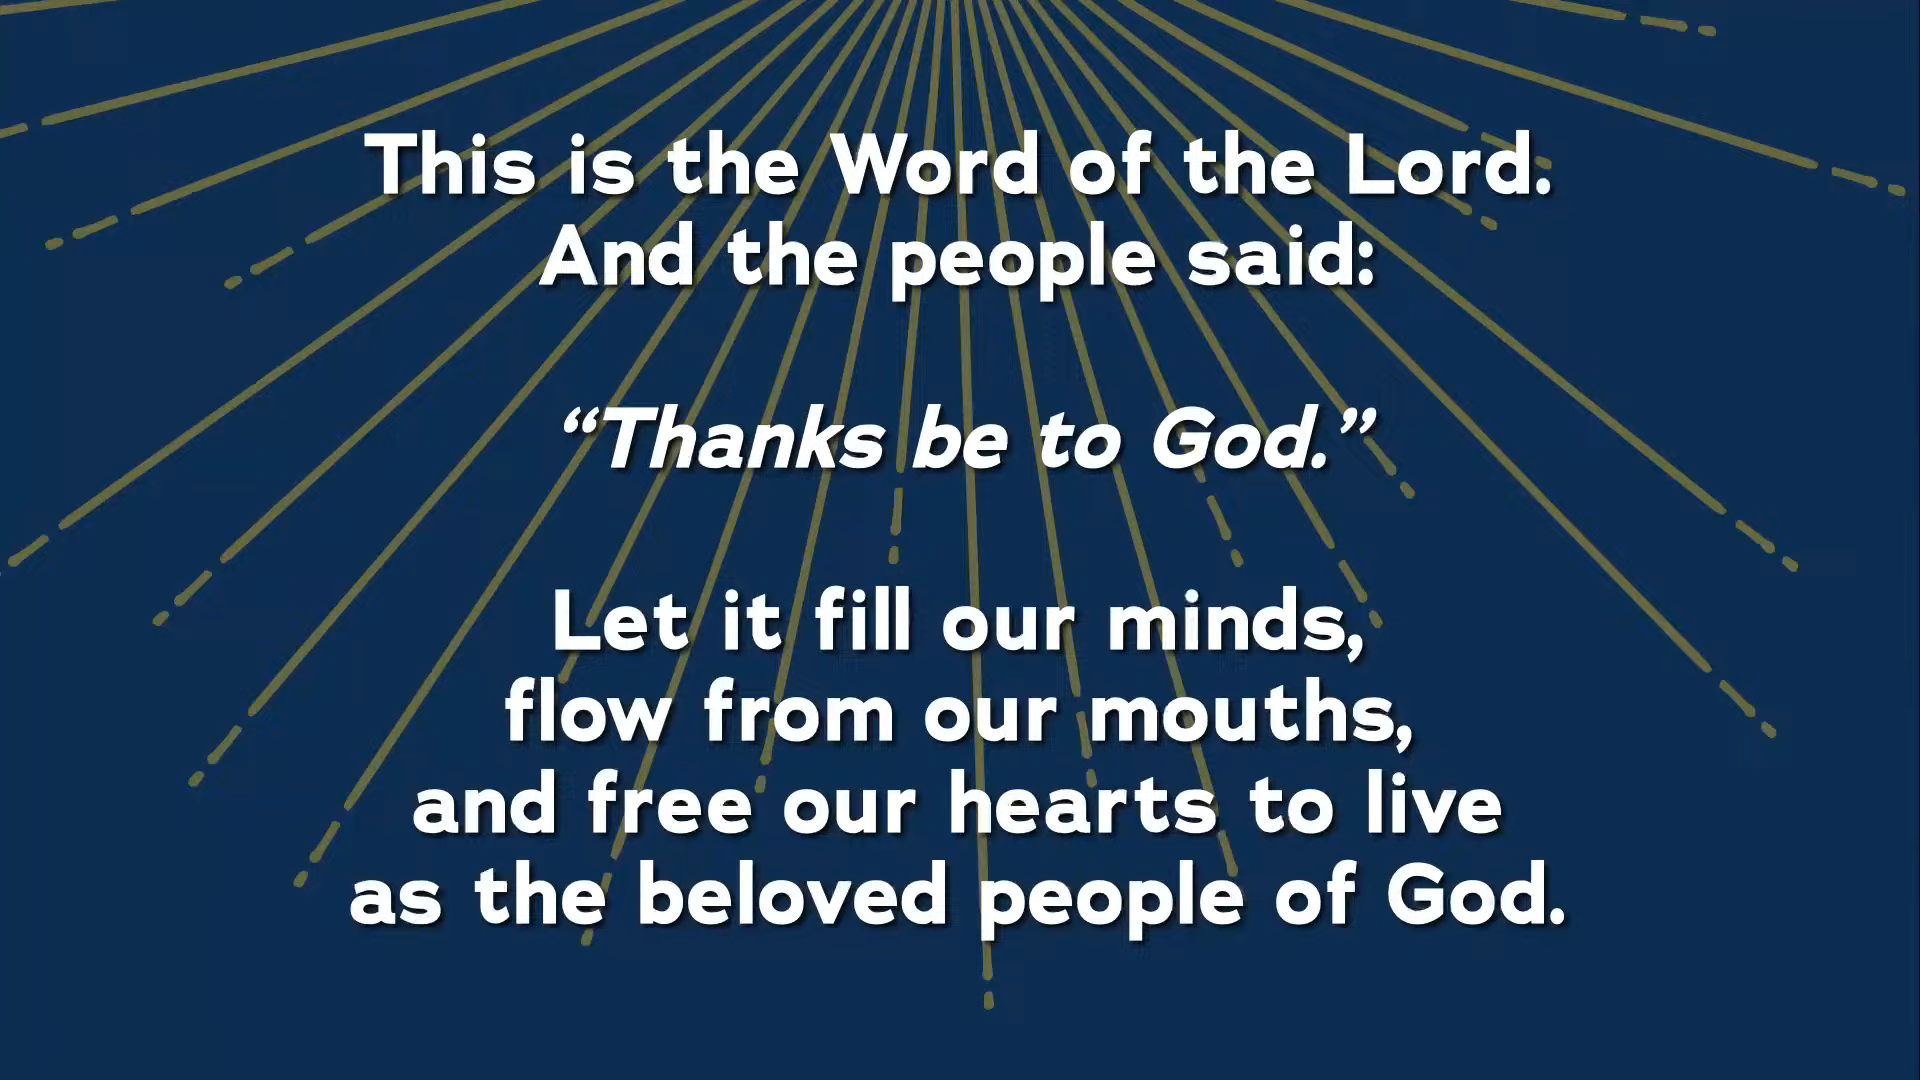 This is the Word of the Lord.
And the people said:
“Thanks be to God.”
Let it fill our minds,
flow from our mouths,
and free our hearts to live
as the beloved people of God.